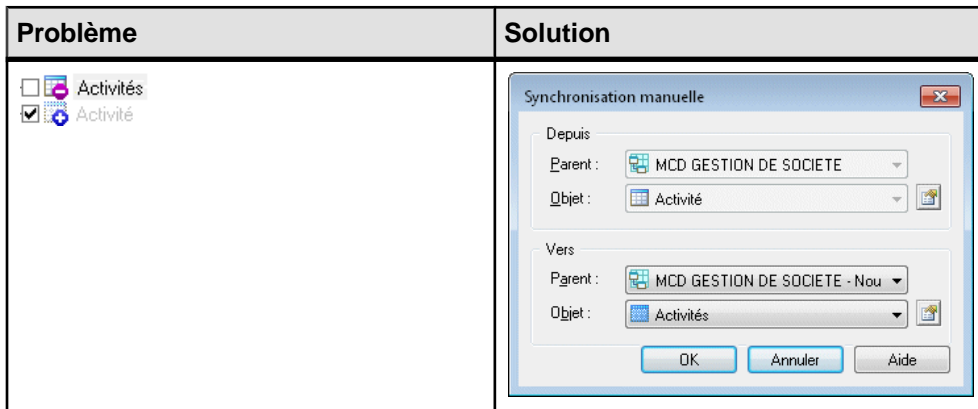 Problème
Solution
Activités
Activité
Synchronisation manuelle
Depuis
Parent :
MCD GESTION DE SOCIETE
Objet :
Activité
Vers
Parent :
MCD GESTION DE SOCIETE - Nou
Objet :
Activités
OK
Annuler
Aide